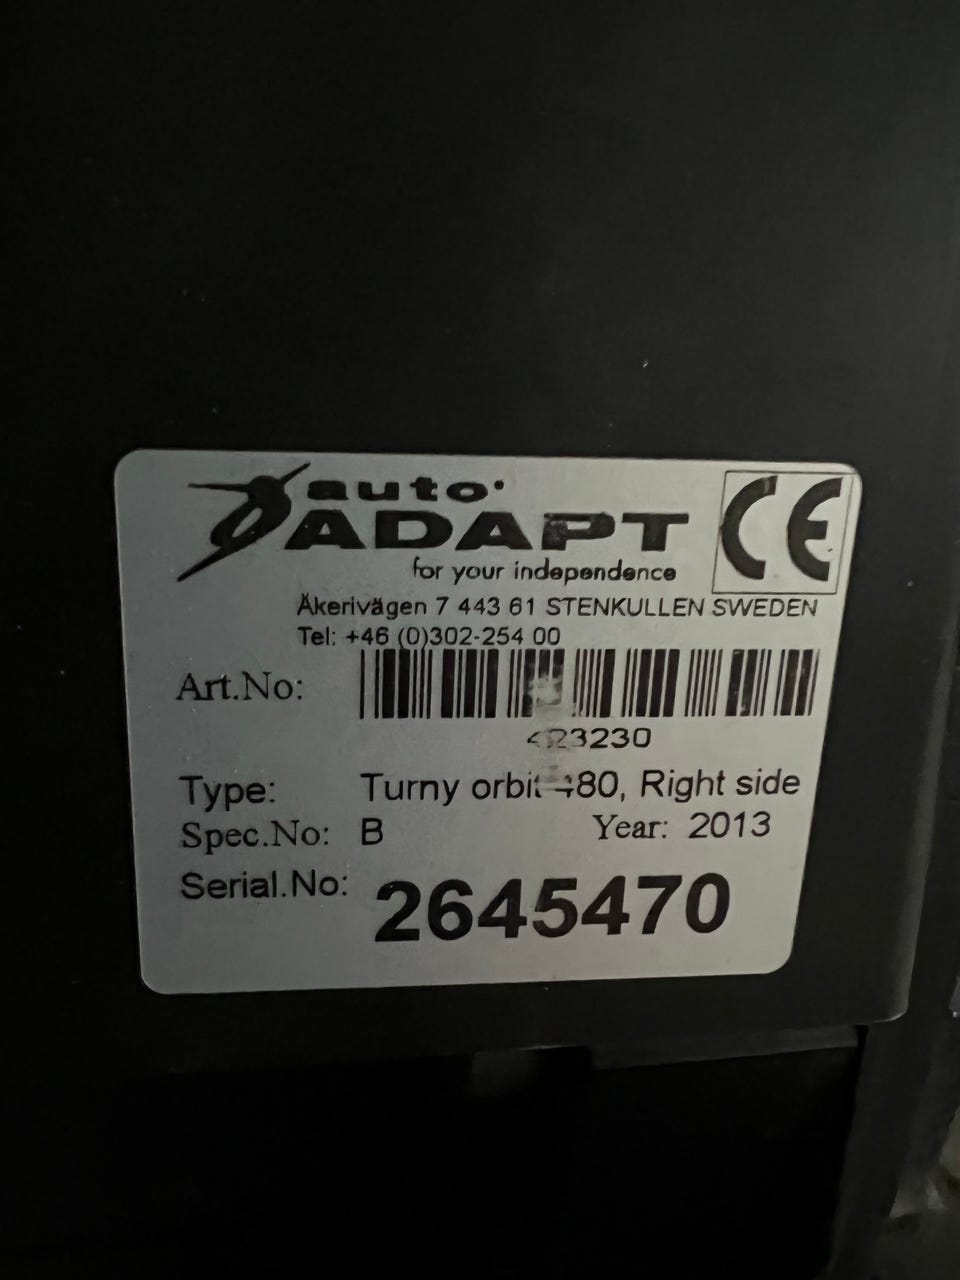 auto
ADAPT
CE
for your independence
Åkerivägen 7 443 61 STENKULLEN SWEDEN
Tel: +46 (0)302-254 00
Art.No:
Type: Turny orbit 480, Right side
Spec.No: B Year: 2013
Serial.No: 2645470